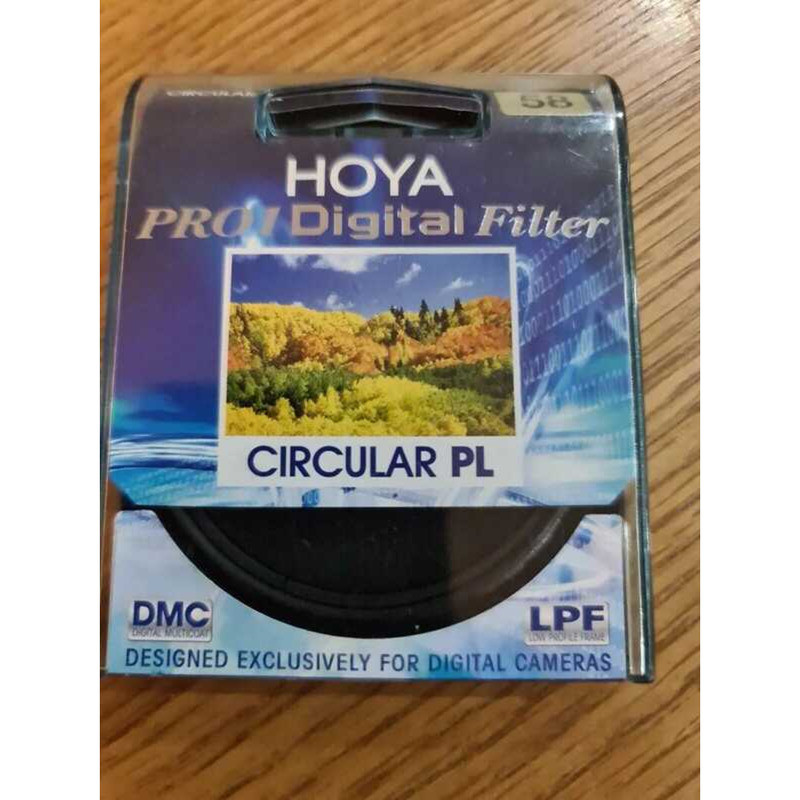 CIRCULAR
58
HOYA
PRO1 Digital Filter
CIRCULAR PL
DMC
DIGITAL MULTICOAT
LPF
LOW PROFILE FRAME
DESIGNED EXCLUSIVELY FOR DIGITAL CAMERAS